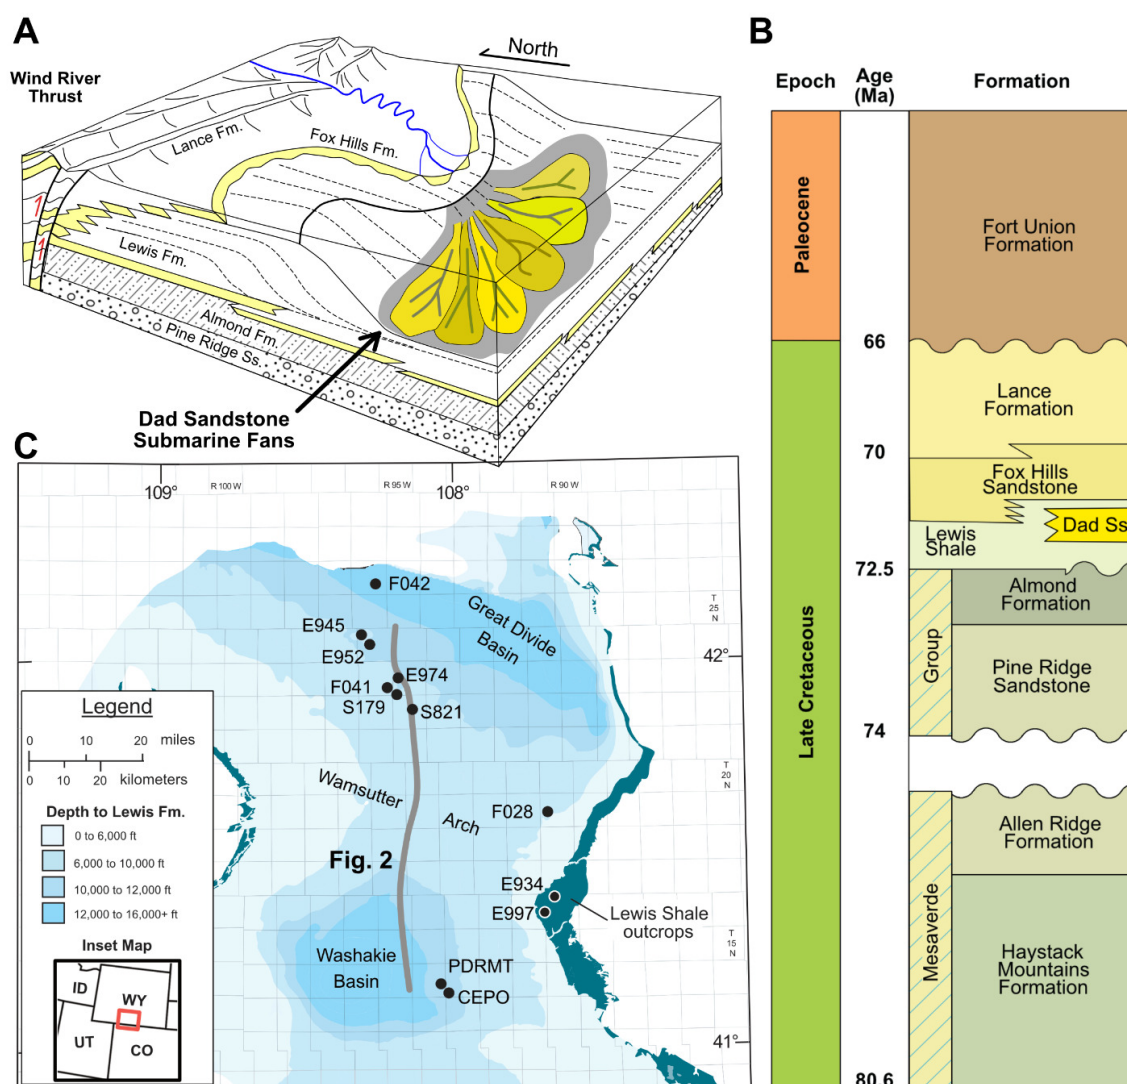 A
North
Wind River
Thrust
Lance Fm.
Fox Hills Fm.
Lewis Fm.
Almond Fm.
Pine Ridge Ss.
Dad Sandstone
Submarine Fans
B
Epoch
Age
(Ma)
Formation
Paleocene
Late Cretaceous
66
70
72.5
74
80.6
Fort Union
Formation
Lance
Formation
Fox Hills
Sandstone
Dad Ss
Lewis
Shale
Almond
Formation
Group
Pine Ridge
Sandstone
Allen Ridge
Formation
Mesaverde
Haystack
Mountains
Formation
C
109°
R 100 W
R 95 W
108°
R 90 W
F042
E945
E952
E974
F041
S179
S821
Great Divide
Basin
T
25
N
42°
T
20
N
Wamsutter
Arch
F028
Fig. 2
E934
E997
Lewis Shale
outcrops
T
15
N
Washakie
Basin
PDRMT
CEPO
41°
Legend
0 10 20 miles
0 10 20 kilometers
Depth to Lewis Fm.
0 to 6,000 ft
6,000 to 10,000 ft
10,000 to 12,000 ft
12,000 to 16,000+ ft
Inset Map
ID
WY
UT
CO